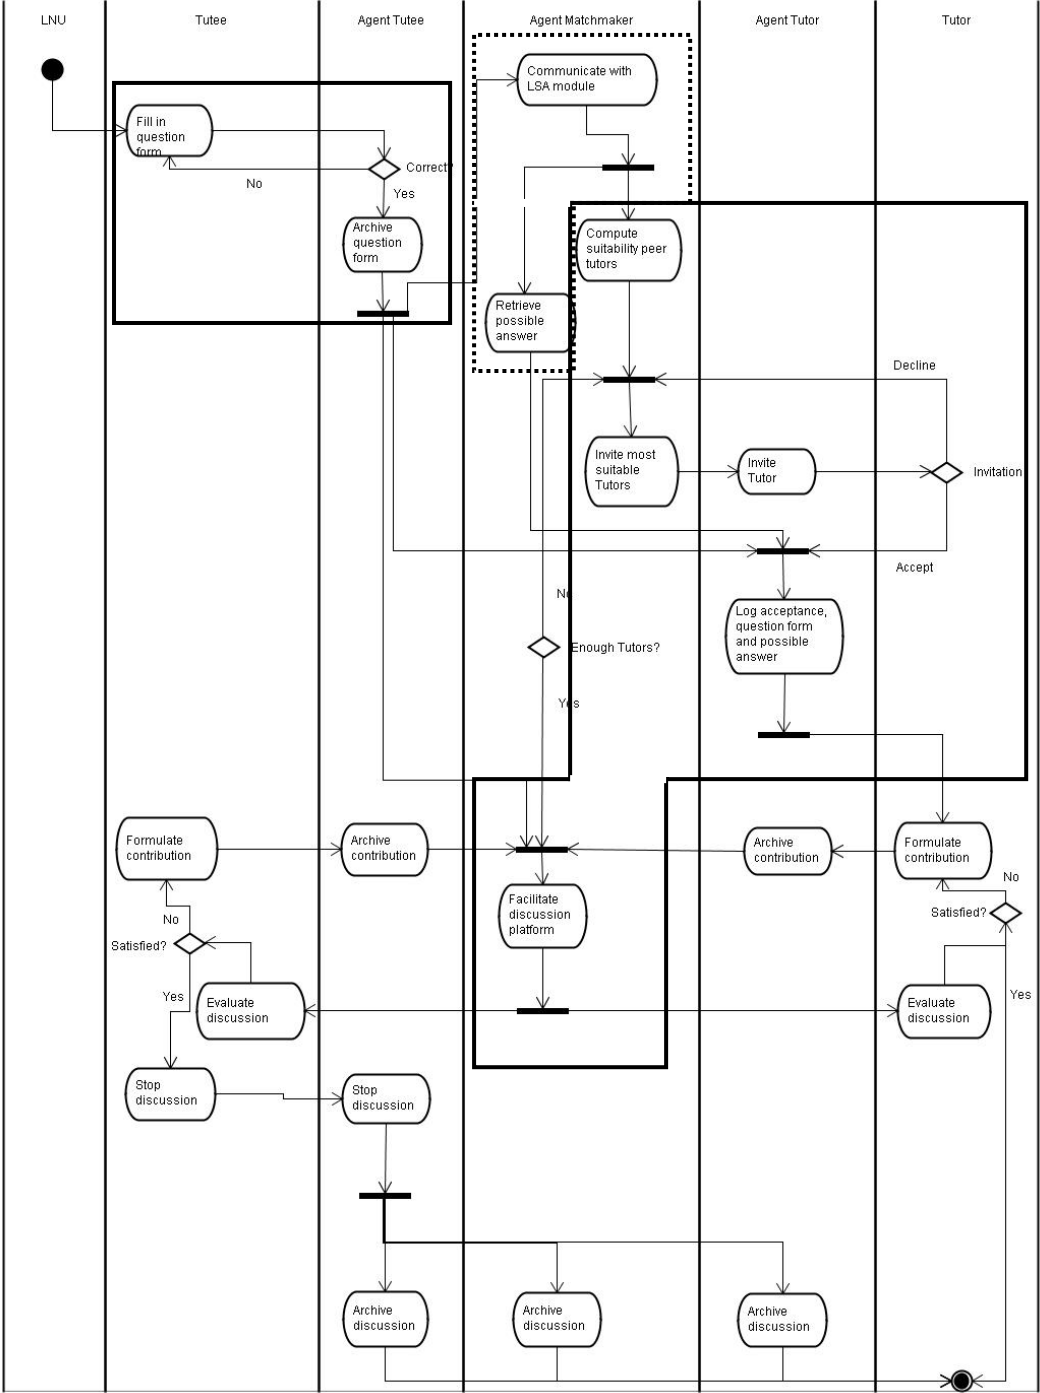 LNU
Tutee
Agent Tutee
Agent Matchmaker
Agent Tutor
Tutor
Communicate with
LSA module
Fill in
question
form
Correct?
No
Yes
Archive
question
form
Compute
suitability peer
tutors
Retrieve
possible
answer
Decline
Invite most
suitable
Tutors
Invite
Tutor
Invitation
Accept
No
Log acceptance,
question form
and possible
answer
Enough Tutors?
Yes
Formulate
contribution
Archive
contribution
Archive
contribution
Formulate
contribution
No
Satisfied?
Facilitate
discussion
platform
No
Satisfied?
Yes
Evaluate
discussion
Evaluate
discussion
Yes
Stop
discussion
Stop
discussion
Archive
discussion
Archive
discussion
Archive
discussion